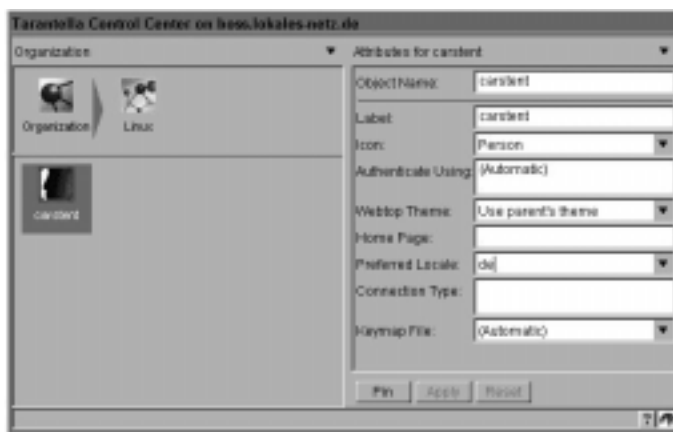 Tarantella Control Center on boss.lokales-netz.de
Organization
Organization
Linux
carstent
Attributes for carstent
Object Name: carstent
Label: carstent
Icon: Person
Authenticate Using: (Automatic)
Webtop Theme: Use parent's theme
Home Page:
Preferred Locale: de
Connection Type:
Keymap File: (Automatic)
Pin Apply Reset
?